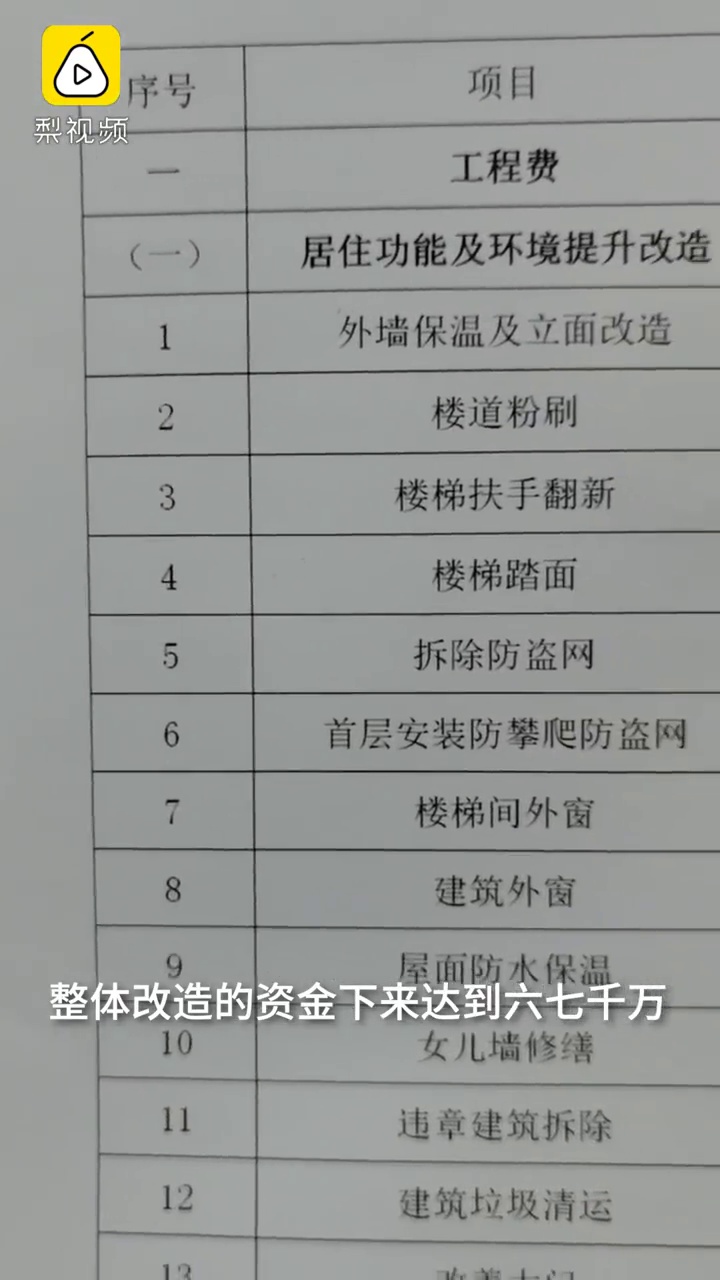 梨视频
序号 项目
一 工程费
（一） 居住功能及环境提升改造
1 外墙保温及立面改造
2 楼道粉刷
3 楼梯扶手翻新
4 楼梯踏面
5 拆除防盗网
6 首层安装防攀爬防盗网
7 楼梯间外窗
8 建筑外窗
9 屋面防水保温
整体改造的资金下来达到六七千万
10 女儿墙修缮
11 违章建筑拆除
12 建筑垃圾清运
13